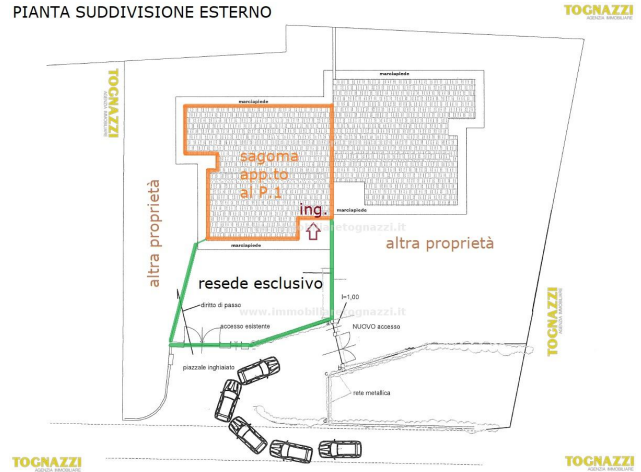 PIANTA SUDDIVISIONE ESTERNO
TOGNAZZI
AGENZIA IMMOBILIARE
TOGNAZZI
AGENZIA IMMOBILIARE
marciapiede
marciapiede
sagoma
app.to
al P.1
ing.
marciapiede
altra proprietà
marciapiede
altra proprietà
resede esclusivo
diritto di passo
l=1,00
www.immobiliaretognazzi.it
accesso esistente
NUOVO accesso
TOGNAZZI
AGENZIA IMMOBILIARE
piazzale inghiaiato
rete metallica
TOGNAZZI
AGENZIA IMMOBILIARE
TOGNAZZI
AGENZIA IMMOBILIARE